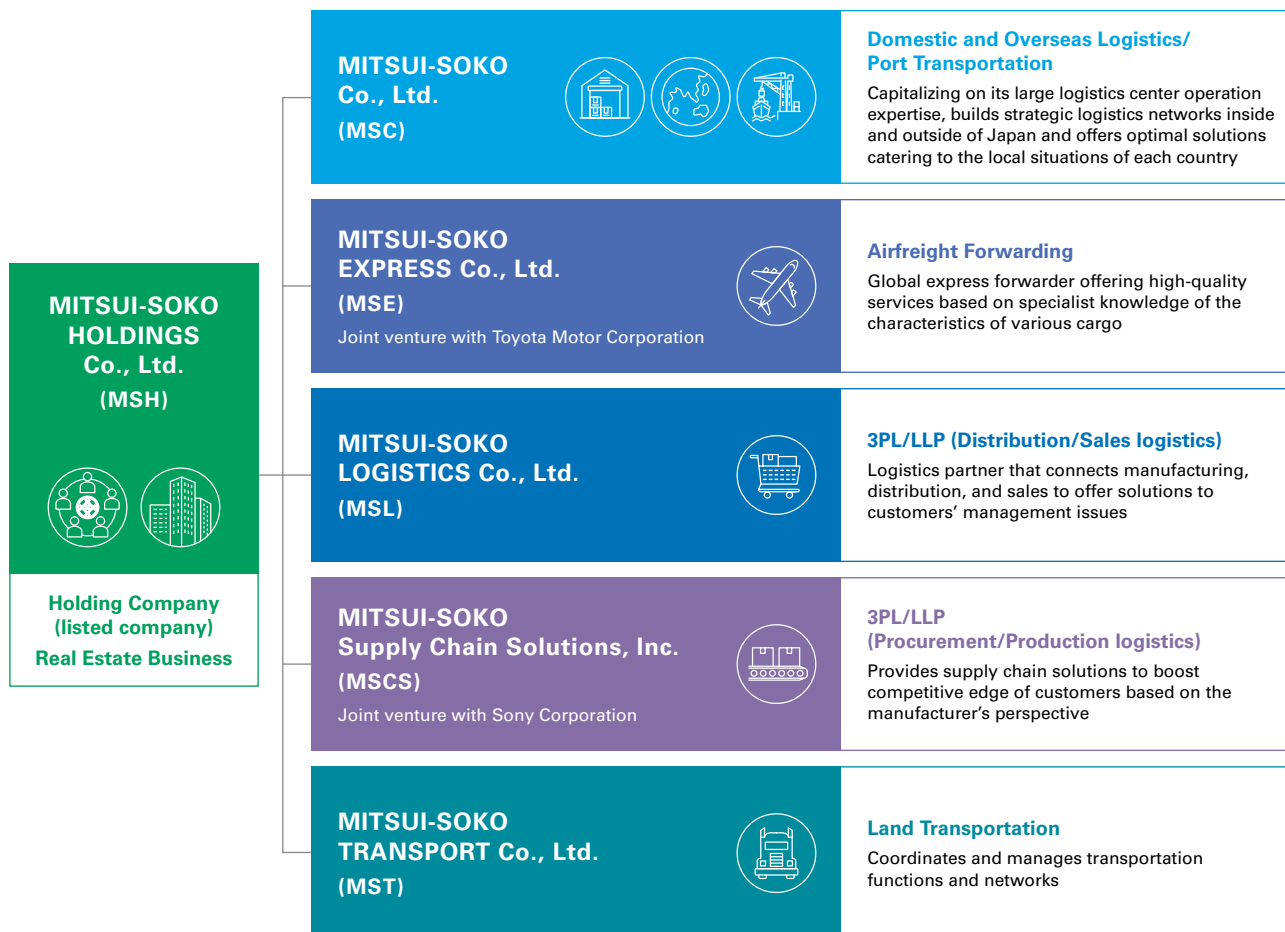 MITSUI-SOKO
HOLDINGS
Co., Ltd.
(MSH)
Holding Company
(listed company)
Real Estate Business
MITSUI-SOKO
Co., Ltd.
(MSC)
Domestic and Overseas Logistics/
Port Transportation
Capitalizing on its large logistics center operation
expertise, builds strategic logistics networks inside
and outside of Japan and offers optimal solutions
catering to the local situations of each country
MITSUI-SOKO
EXPRESS Co., Ltd.
(MSE)
Joint venture with Toyota Motor Corporation
Airfreight Forwarding
Global express forwarder offering high-quality
services based on specialist knowledge of the
characteristics of various cargo
MITSUI-SOKO
LOGISTICS Co., Ltd.
(MSL)
3PL/LLP (Distribution/Sales logistics)
Logistics partner that connects manufacturing,
distribution, and sales to offer solutions to
customers’ management issues
MITSUI-SOKO
Supply Chain Solutions, Inc.
(MSCS)
Joint venture with Sony Corporation
3PL/LLP
(Procurement/Production logistics)
Provides supply chain solutions to boost
competitive edge of customers based on the
manufacturer’s perspective
MITSUI-SOKO
TRANSPORT Co., Ltd.
(MST)
Land Transportation
Coordinates and manages transportation
functions and networks